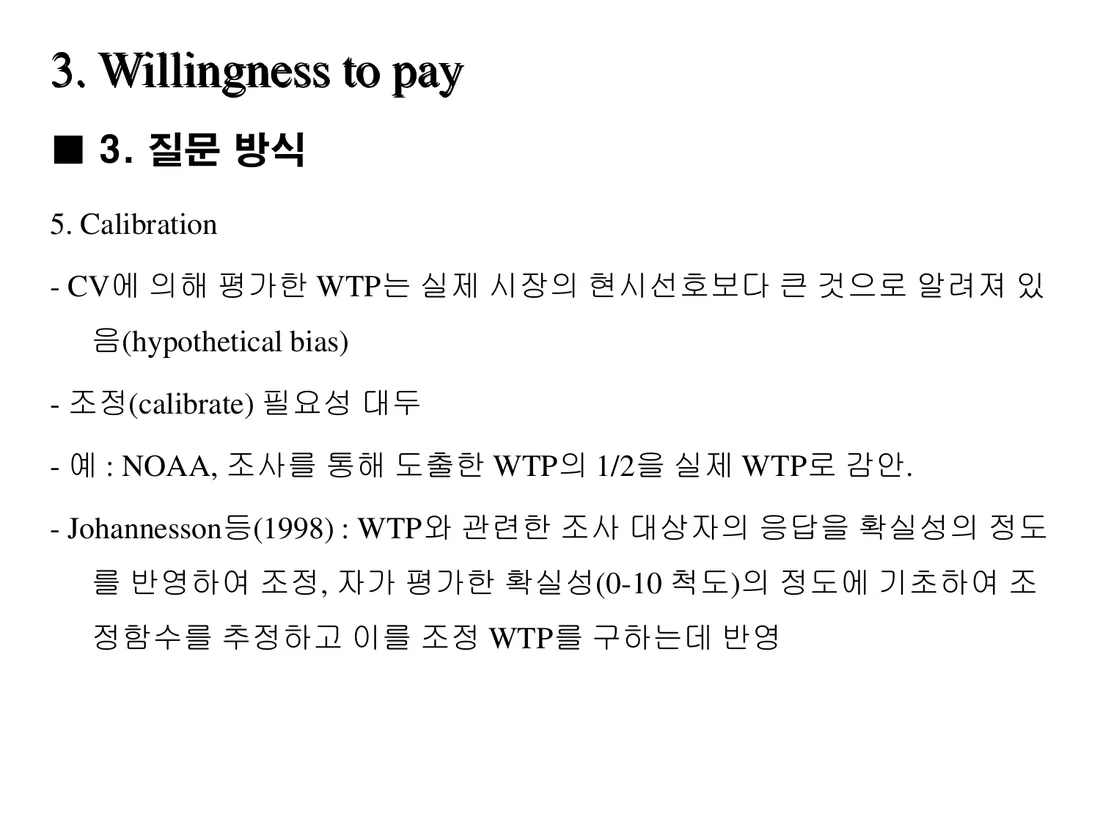 3. Willingness to pay
■ 3. 질문 방식
5. Calibration
- CV에 의해 평가한 WTP는 실제 시장의 현시선호보다 큰 것으로 알려져 있
음(hypothetical bias)
- 조정(calibrate) 필요성 대두
- 예 : NOAA, 조사를 통해 도출한 WTP의 1/2을 실제 WTP로 감안.
- Johannesson등(1998) : WTP와 관련한 조사 대상자의 응답을 확실성의 정도
를 반영하여 조정, 자가 평가한 확실성(0-10 척도)의 정도에 기초하여 조
정함수를 추정하고 이를 조정 WTP를 구하는데 반영